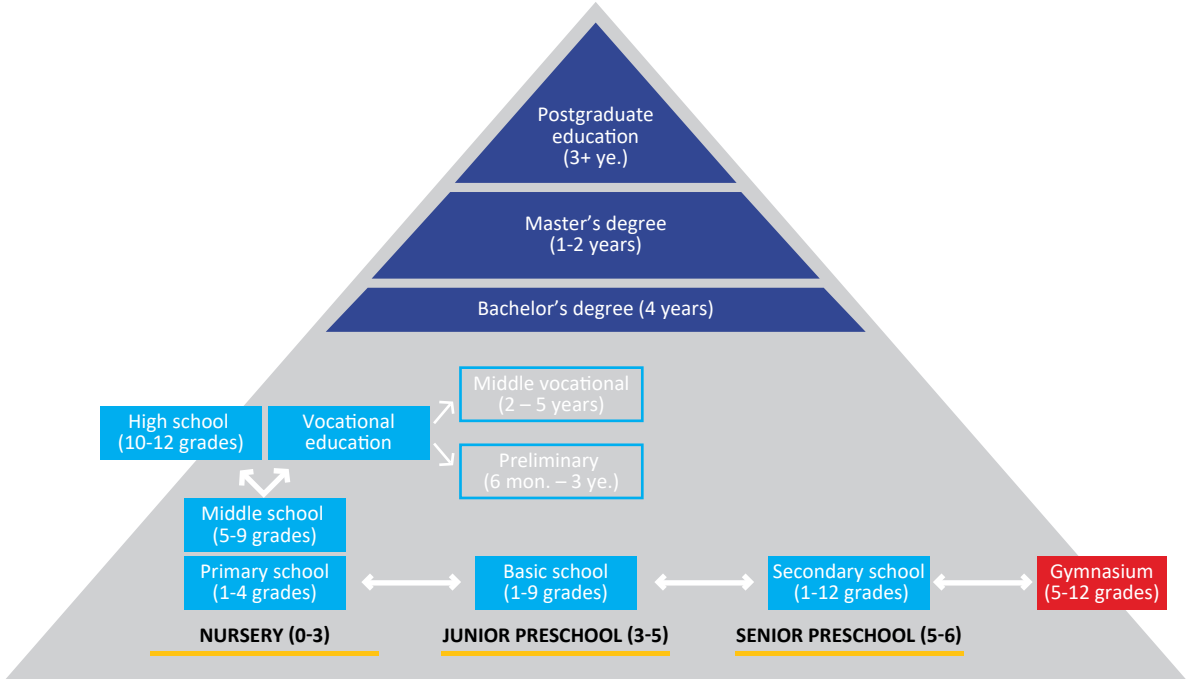 Postgraduate
education
(3+ ye.)
Master’s degree
(1-2 years)
Bachelor’s degree (4 years)
Middle vocational
(2 – 5 years)
High school
(10-12 grades)
Vocational
education
Preliminary
(6 mon. – 3 ye.)
Middle school
(5-9 grades)
Primary school
(1-4 grades)
Basic school
(1-9 grades)
Secondary school
(1-12 grades)
Gymnasium
(5-12 grades)
NURSERY (0-3)
JUNIOR PRESCHOOL (3-5)
SENIOR PRESCHOOL (5-6)